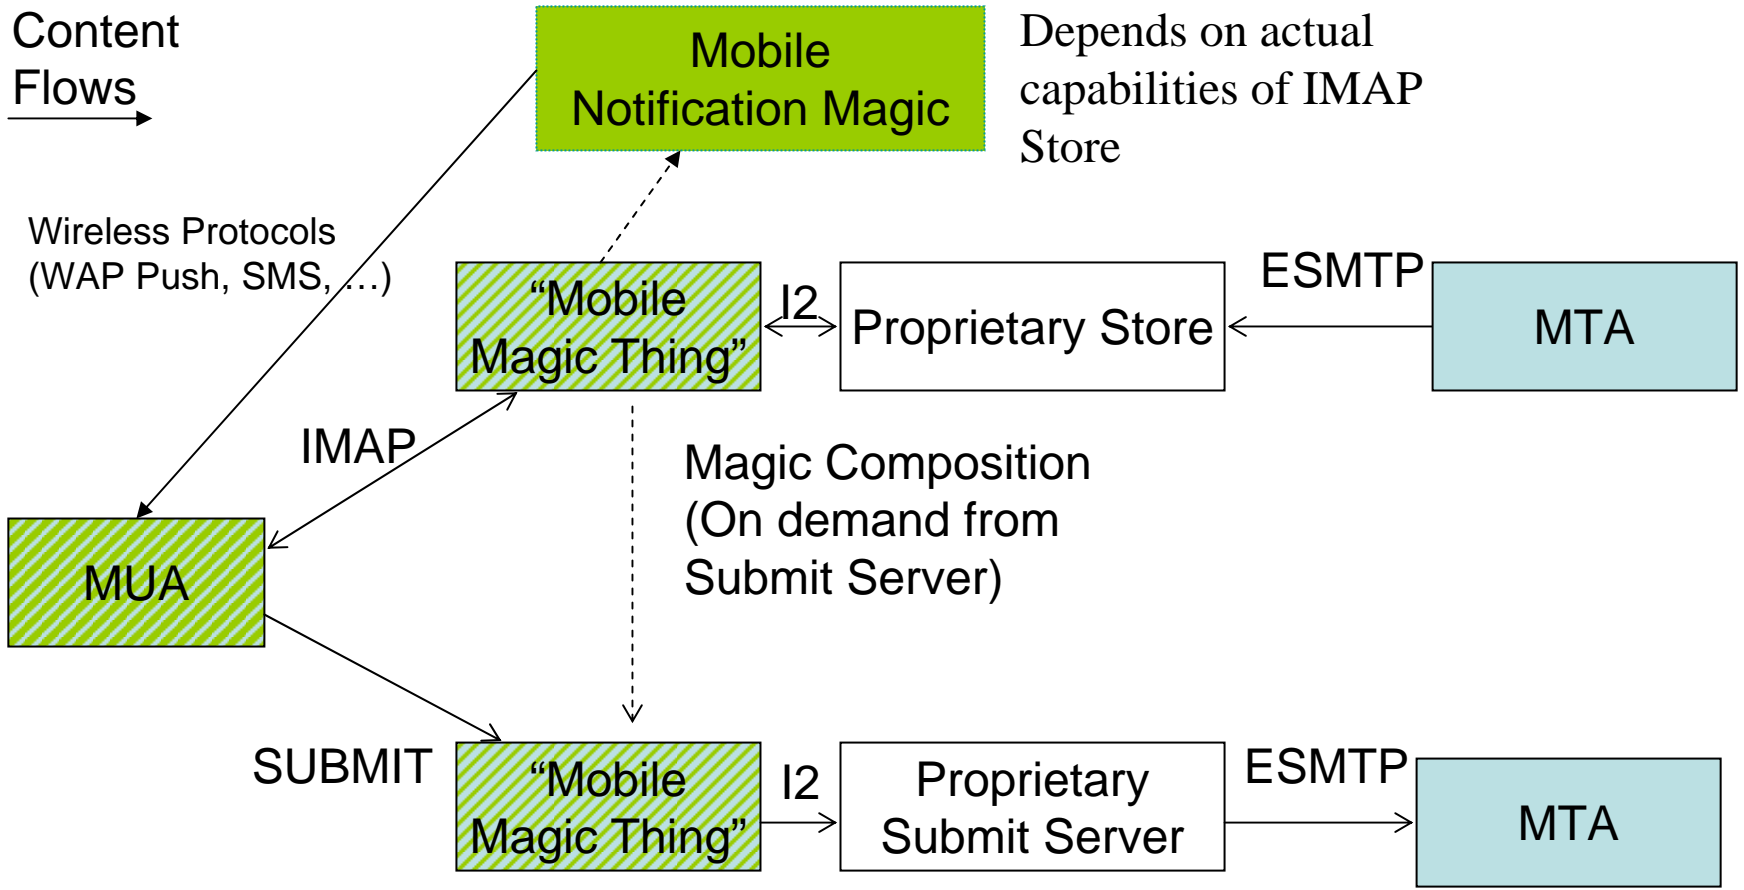 Content
Flows
Mobile
Notification Magic
Depends on actual
capabilities of IMAP
Store
Wireless Protocols
(WAP Push, SMS, …)
“Mobile
Magic Thing”
I2
Proprietary Store
ESMTP
MTA
IMAP
Magic Composition
(On demand from
Submit Server)
MUA
SUBMIT
“Mobile
Magic Thing”
I2
Proprietary
Submit Server
ESMTP
MTA